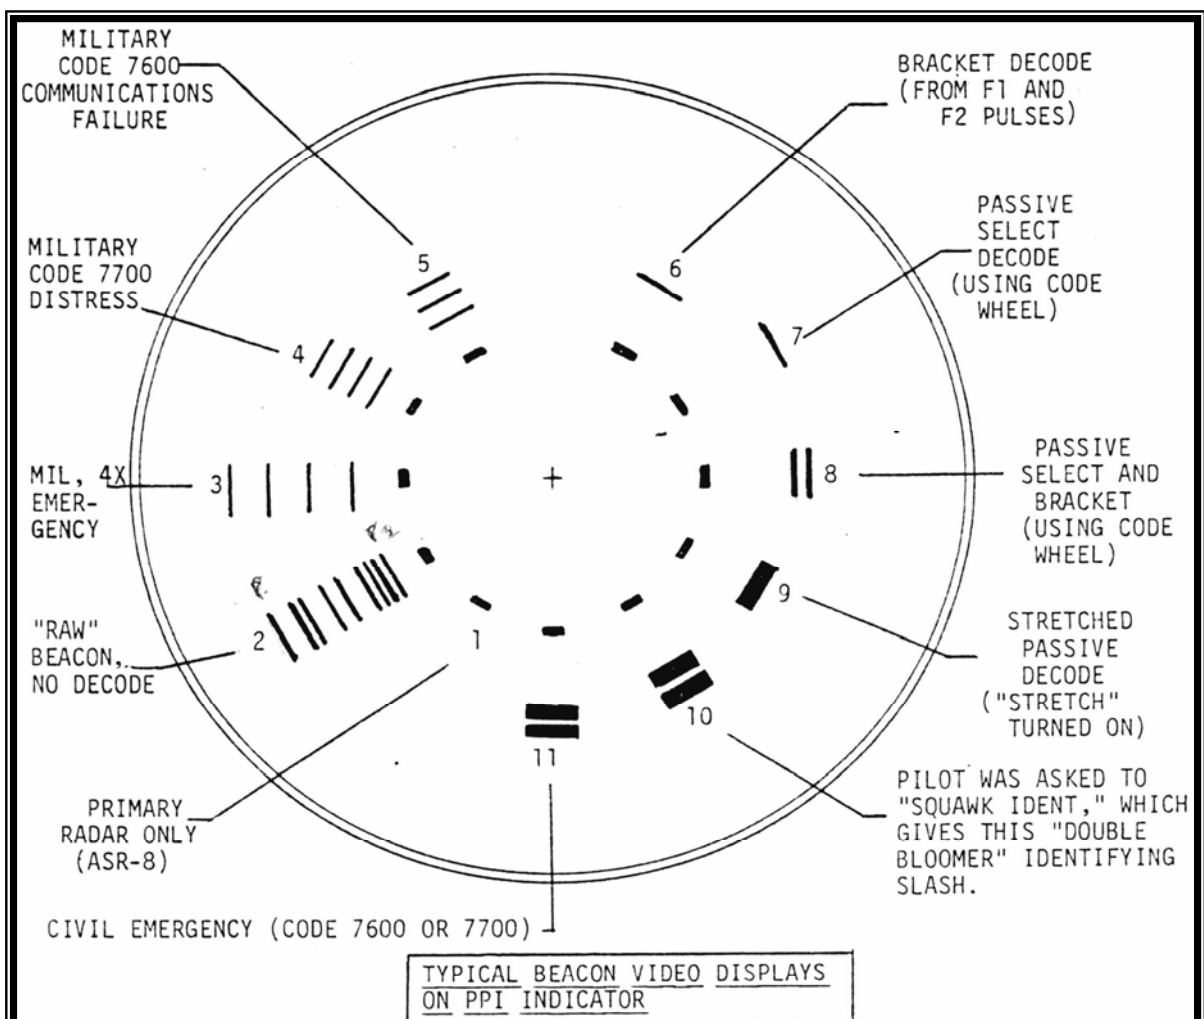 MILITARY
CODE 7600
COMMUNICATIONS
FAILURE
BRACKET DECODE
(FROM F1 AND
F2 PULSES)
PASSIVE
SELECT
DECODE
(USING CODE
WHEEL)
MILITARY
CODE 7700
DISTRESS
5
6
4
7
MIL, 4X
EMER-
GENCY
3
8
PASSIVE
SELECT AND
BRACKET
(USING CODE
WHEEL)
"RAW"
BEACON,
NO DECODE
2
1
9
STRETCHED
PASSIVE
DECODE
("STRETCH"
TURNED ON)
10
11
PRIMARY
RADAR ONLY
(ASR-8)
PILOT WAS ASKED TO
"SQUAWK IDENT," WHICH
GIVES THIS "DOUBLE
BLOOMER" IDENTIFYING
SLASH.
CIVIL EMERGENCY (CODE 7600 OR 7700)
TYPICAL BEACON VIDEO DISPLAYS
ON PPI INDICATOR